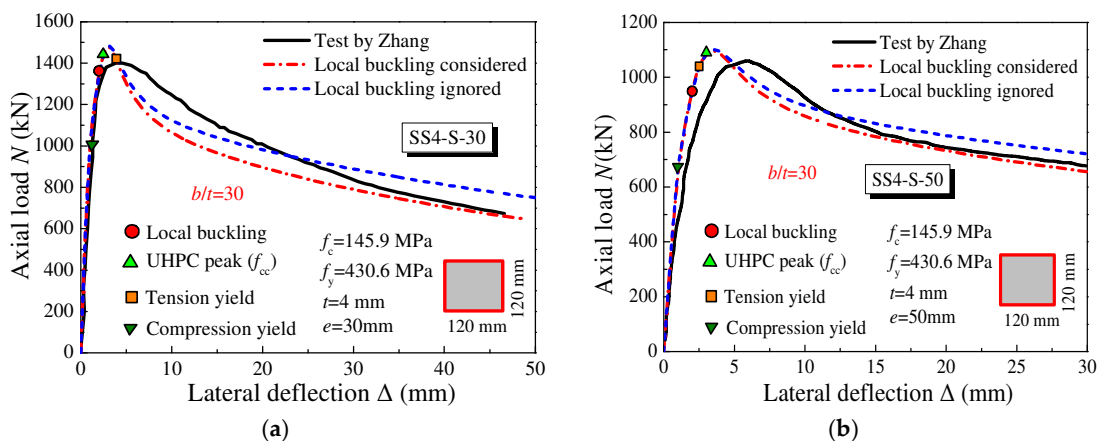 1600
1400
1200
1000
800
600
400
200
0
Axial load N (kN)
Test by Zhang
Local buckling considered
Local buckling ignored
SS4-S-30
b/t=30
Local buckling
UHPC peak (fcc)
Tension yield
Compression yield
fc=145.9 MPa
fy=430.6 MPa
t=4 mm
e=30mm
120 mm
120 mm
0 10 20 30 40 50
Lateral deflection Δ (mm)
(a)
1200
1000
800
600
400
200
0
Axial load N(kN)
Test by Zhang
Local buckling considered
Local buckling ignored
b/t=30
SS4-S-50
Local buckling
UHPC peak (fcc)
Tension yield
Compression yield
fc=145.9 MPa
fy=430.6 MPa
t=4 mm
e=50mm
120 mm
120 mm
0 5 10 15 20 25 30
Lateral deflection Δ (mm)
(b)